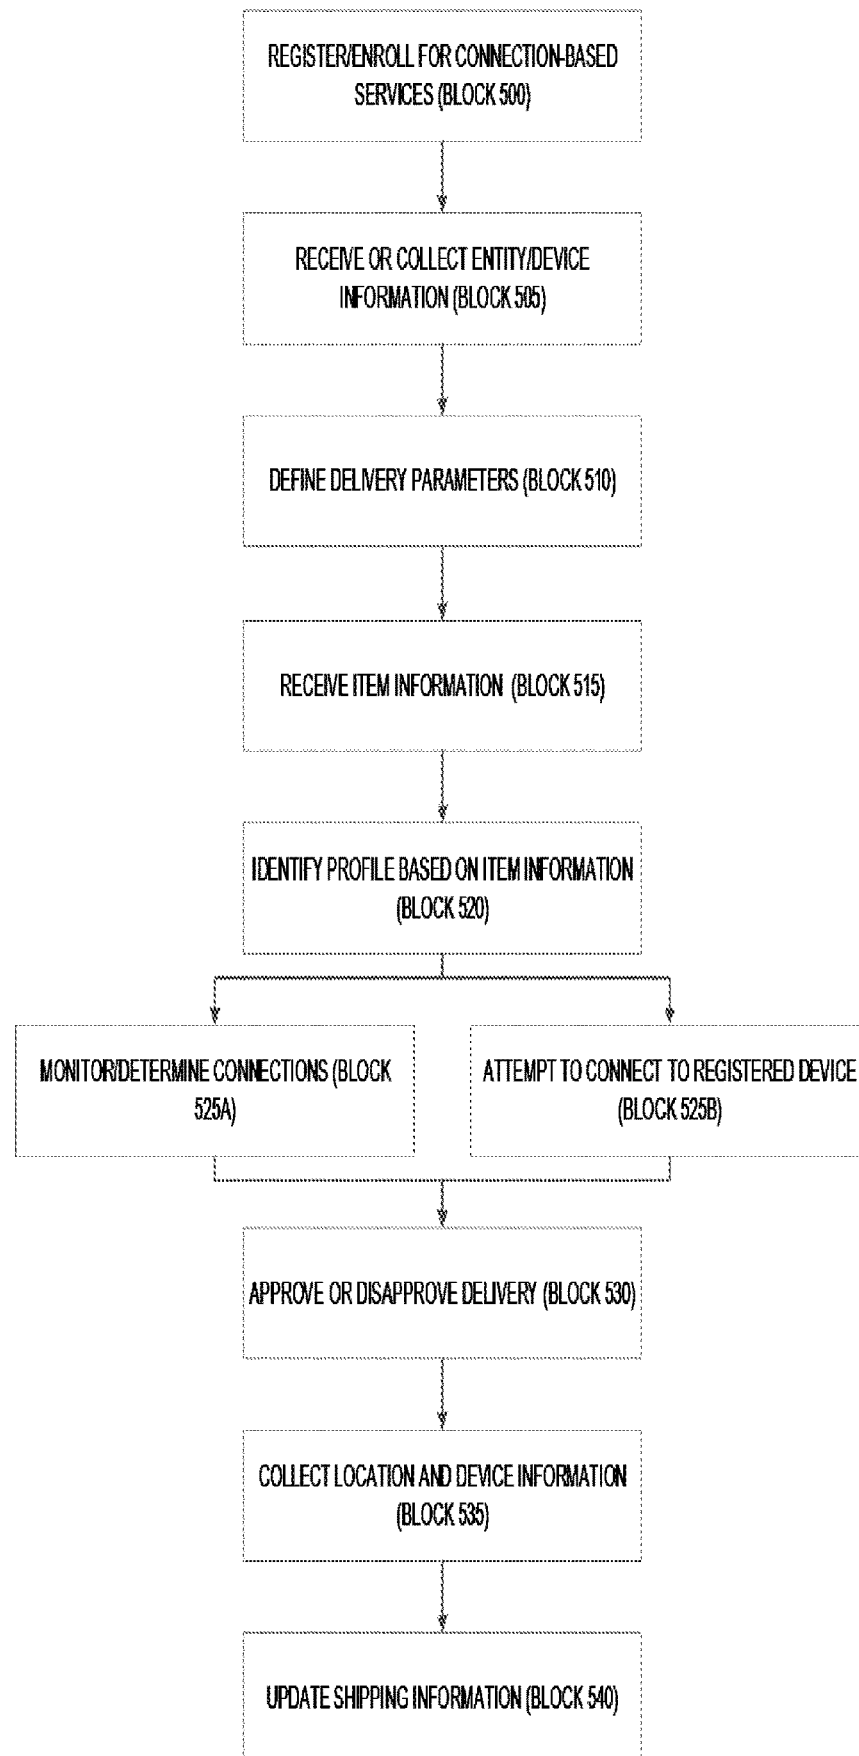 REGISTER/ENROLL FOR CONNECTION-BASED
SERVICES (BLOCK 500)
RECEIVE OR COLLECT ENTITY/DEVICE
INFORMATION (BLOCK 505)
DEFINE DELIVERY PARAMETERS (BLOCK 510)
RECEIVE ITEM INFORMATION (BLOCK 515)
IDENTIFY PROFILE BASED ON ITEM INFORMATION
(BLOCK 520)
MONITOR/DETERMINE CONNECTIONS (BLOCK
525A)
ATTEMPT TO CONNECT TO REGISTERED DEVICE
(BLOCK 525B)
APPROVE OR DISAPPROVE DELIVERY (BLOCK 530)
COLLECT LOCATION AND DEVICE INFORMATION
(BLOCK 535)
UPDATE SHIPPING INFORMATION (BLOCK 540)